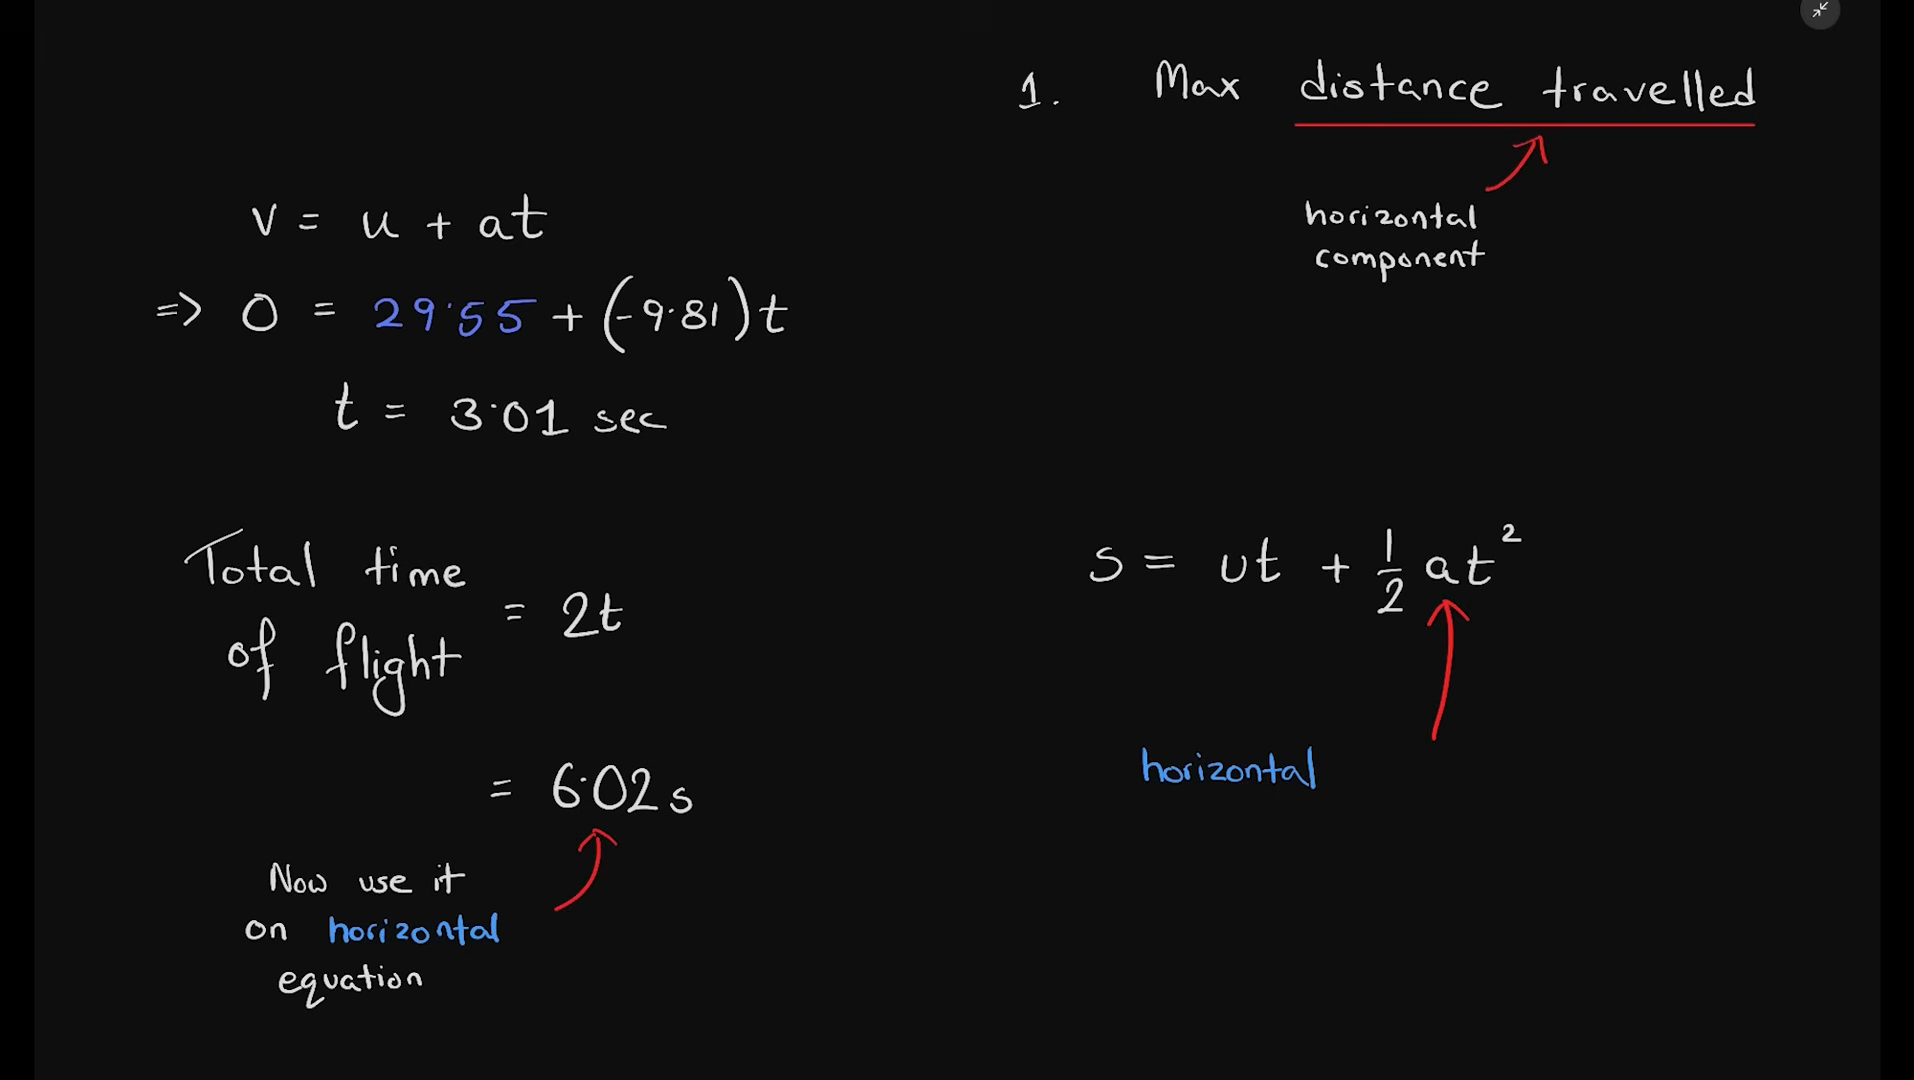 1. Max distance travelled
horizontal
component
v = u + at
=> 0 = 29.55 + (-9.81)t
t = 3.01 sec
Total time
of flight
= 2t
= 6.02s
Now use it
on horizontal
equation
s = ut + 1/2 at²
horizontal